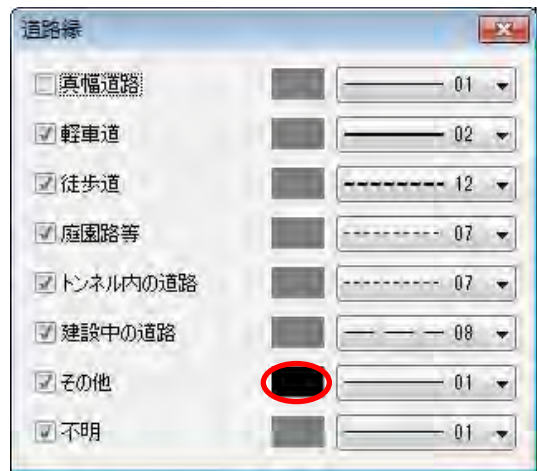 道路縁
真幅道路 01
軽車道 02
徒歩道 12
庭園路等 07
トンネル内の道路 07
建設中の道路 08
その他 01
不明 01